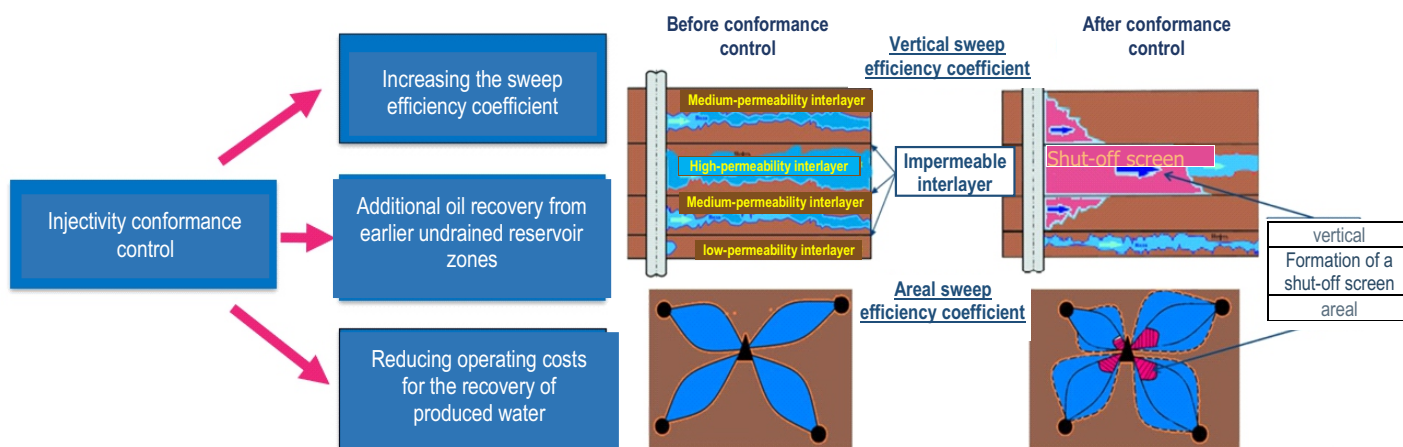 Injectivity conformance
control
Increasing the sweep
efficiency coefficient
Additional oil recovery from
earlier undrained reservoir
zones
Reducing operating costs
for the recovery of
produced water
Before conformance
control
Vertical sweep
efficiency coefficient
After conformance
control
Medium-permeability interlayer
High-permeability interlayer
Medium-permeability interlayer
low-permeability interlayer
Impermeable
interlayer
Shut-off screen
vertical
Formation of a
shut-off screen
areal
Areal sweep
efficiency coefficient